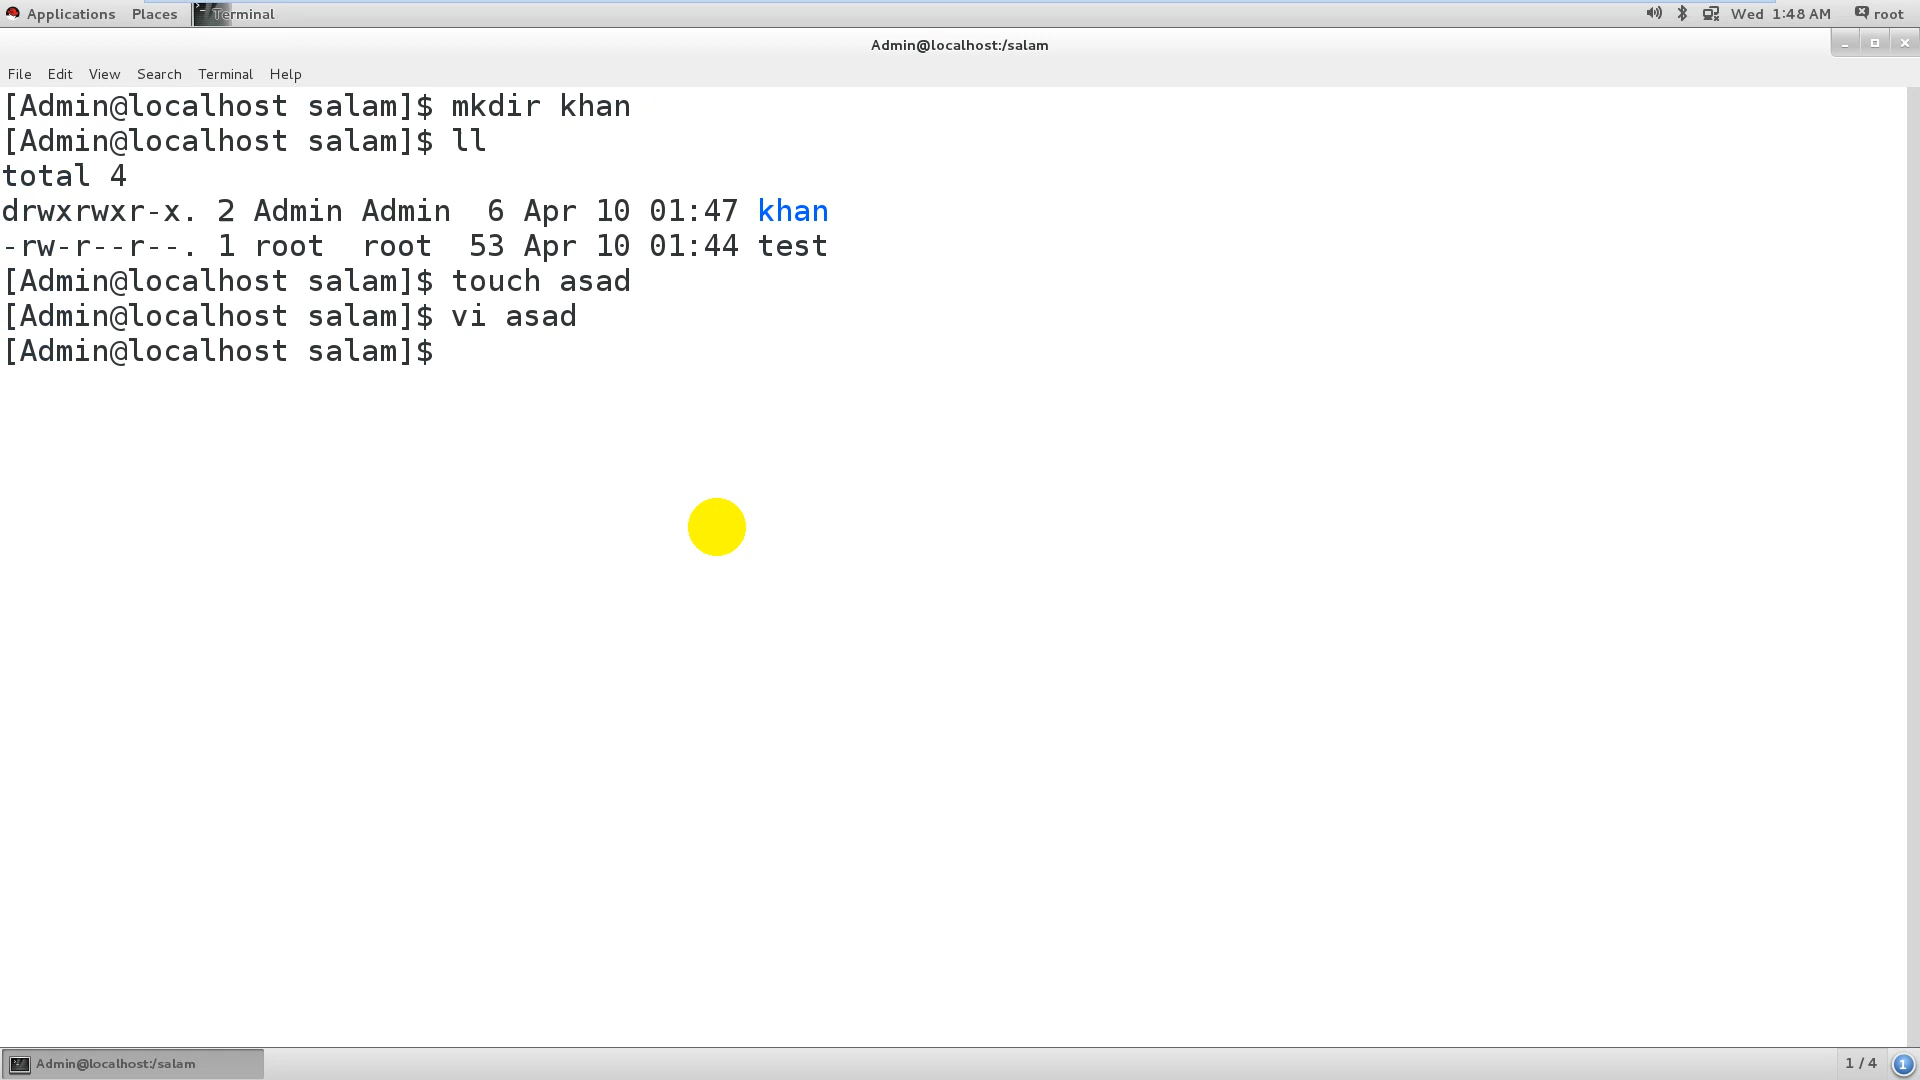 Applications Places Terminal Wed 1:48 AM root
Admin@localhost:/salam
File Edit View Search Terminal Help
[Admin@localhost salam]$ mkdir khan
[Admin@localhost salam]$ ll
total 4
drwxrwxr-x. 2 Admin Admin  6 Apr 10 01:47 khan
-rw-r--r--. 1 root  root  53 Apr 10 01:44 test
[Admin@localhost salam]$ touch asad
[Admin@localhost salam]$ vi asad
[Admin@localhost salam]$
Admin@localhost:/salam 1 / 4 1